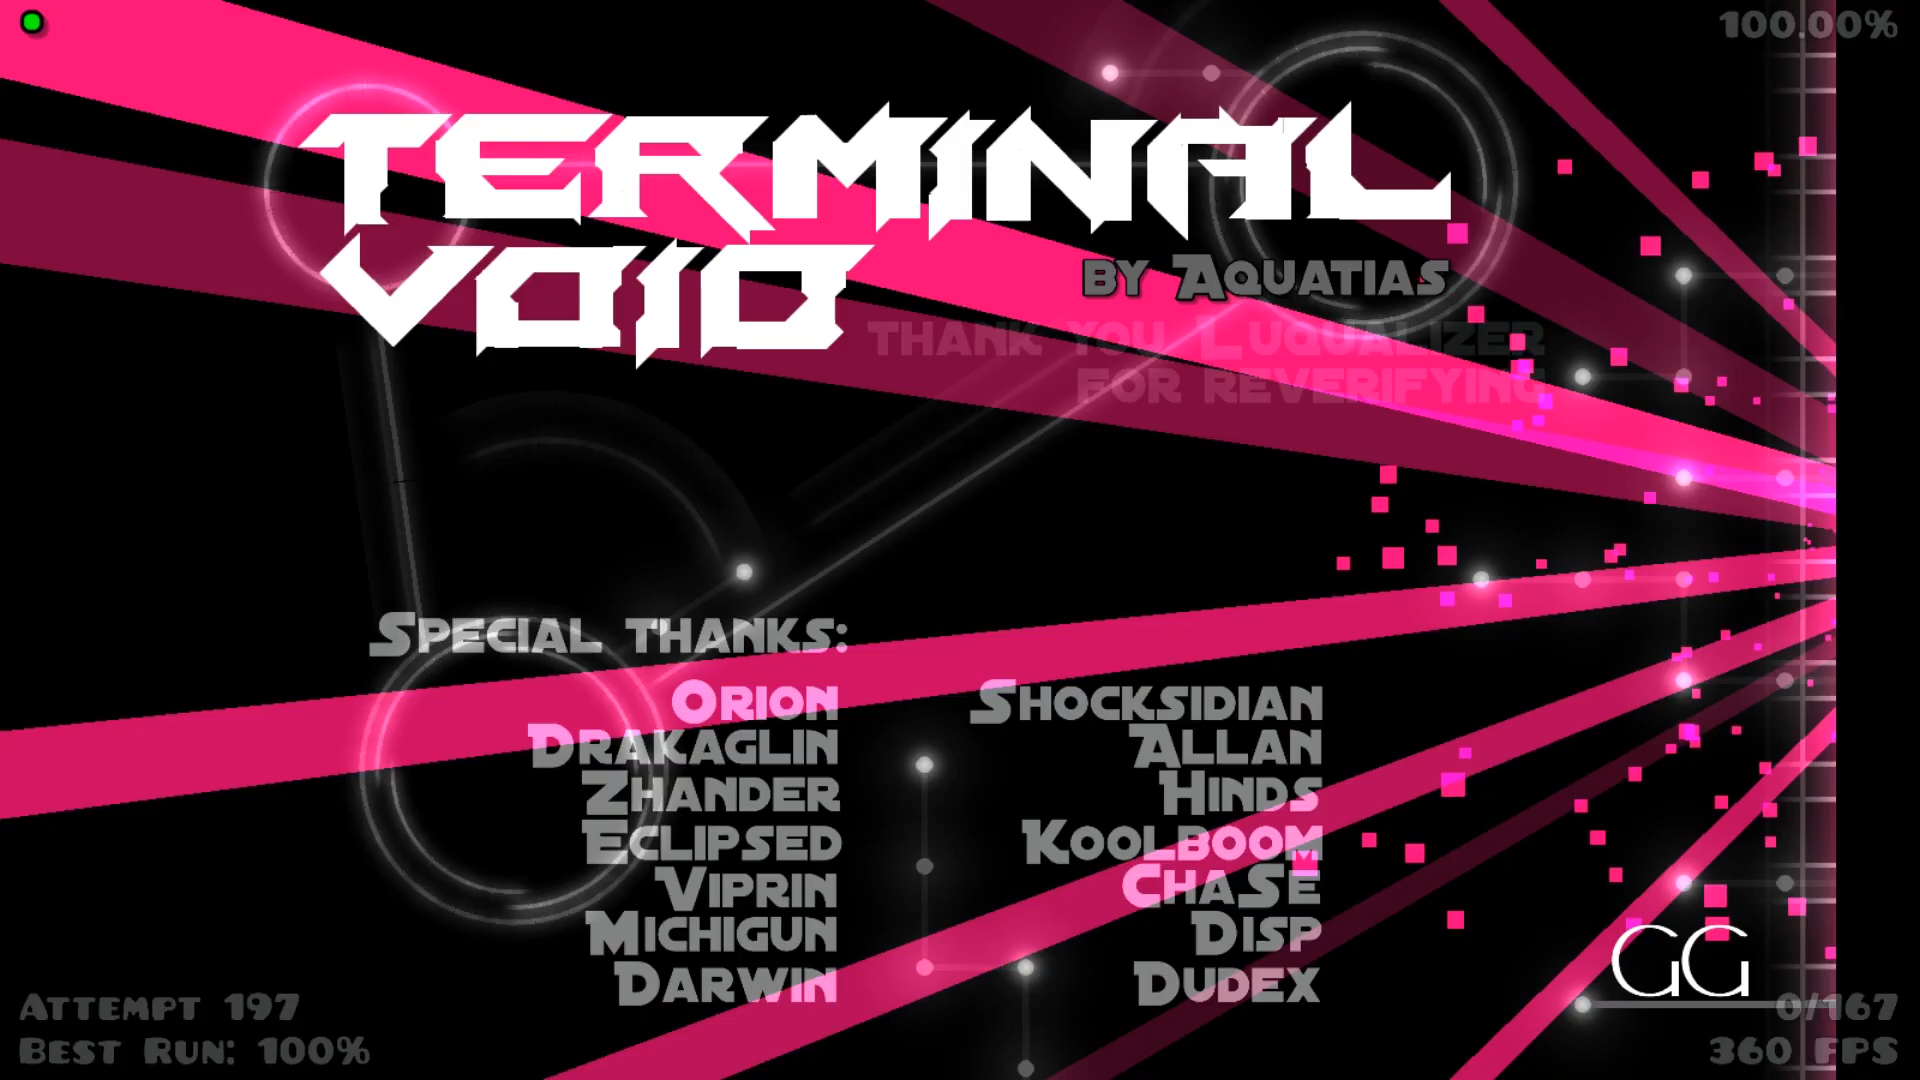 100.00%
TERMINAL
VOID
BY AQUATIAS
THANK YOU LUQUALIZER
FOR REVERIFYING
SPECIAL THANKS:
ORION
DRAKAGLIN
ZHANDER
ECLIPSED
VIPRIN
MICHIGUN
DARWIN
SHOCKSIDIAN
ALLAN
HINDS
KOOLBOOM
CHASE
DISP
DUDEX
GG
ATTEMPT 197
BEST RUN: 100%
0/167
360 FPS